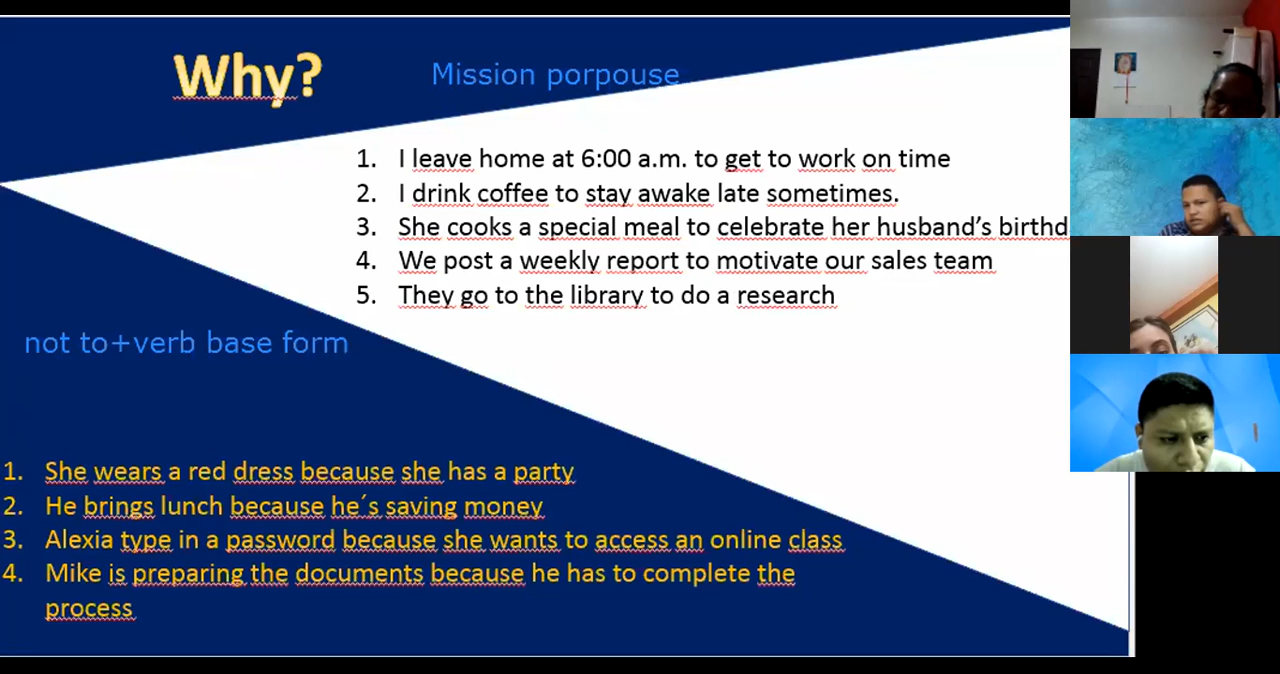 Why?
Mission porpouse
1. I leave home at 6:00 a.m. to get to work on time
2. I drink coffee to stay awake late sometimes.
3. She cooks a special meal to celebrate her husband's birthd
4. We post a weekly report to motivate our sales team
5. They go to the library to do a research
not to+verb base form
1. She wears a red dress because she has a party
2. He brings lunch because he´s saving money
3. Alexia type in a password because she wants to access an online class
4. Mike is preparing the documents because he has to complete the
process